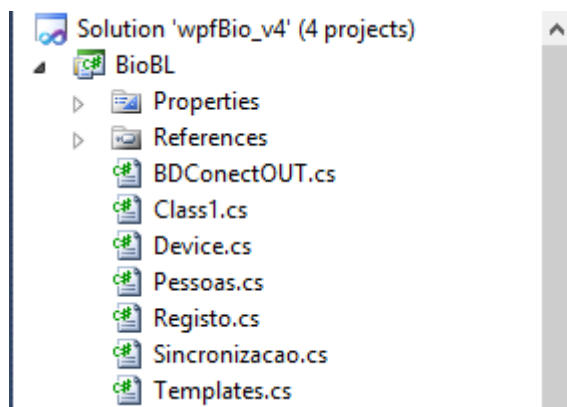 Solution 'wpfBio_v4' (4 projects)
C# BioBL
Properties
References
C# BDConectOUT.cs
C# Class1.cs
C# Device.cs
C# Pessoas.cs
C# Registo.cs
C# Sincronizacao.cs
C# Templates.cs